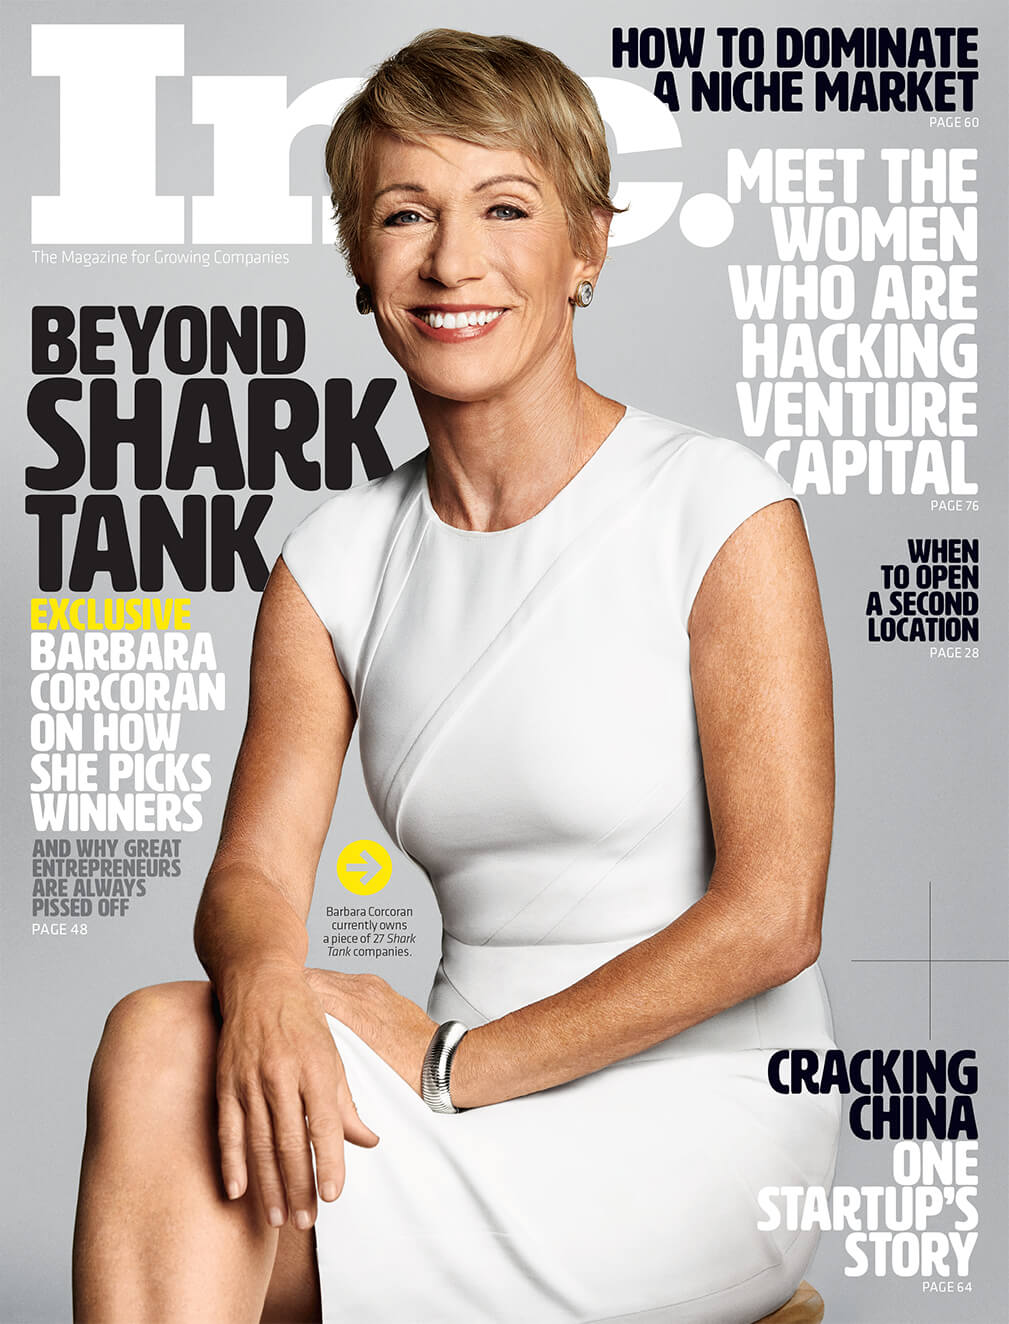 Inc.
The Magazine for Growing Companies
HOW TO DOMINATE
A NICHE MARKET
PAGE 60
MEET THE
WOMEN
WHO ARE
HACKING
VENTURE
CAPITAL
PAGE 76
WHEN
TO OPEN
A SECOND
LOCATION
PAGE 28
BEYOND
SHARK
TANK
EXCLUSIVE
BARBARA
CORCORAN
ON HOW
SHE PICKS
WINNERS
AND WHY GREAT
ENTREPRENEURS
ARE ALWAYS
PISSED OFF
PAGE 48
Barbara Corcoran
currently owns
a piece of 27 Shark
Tank companies.
CRACKING
CHINA
ONE
STARTUP'S
STORY
PAGE 64